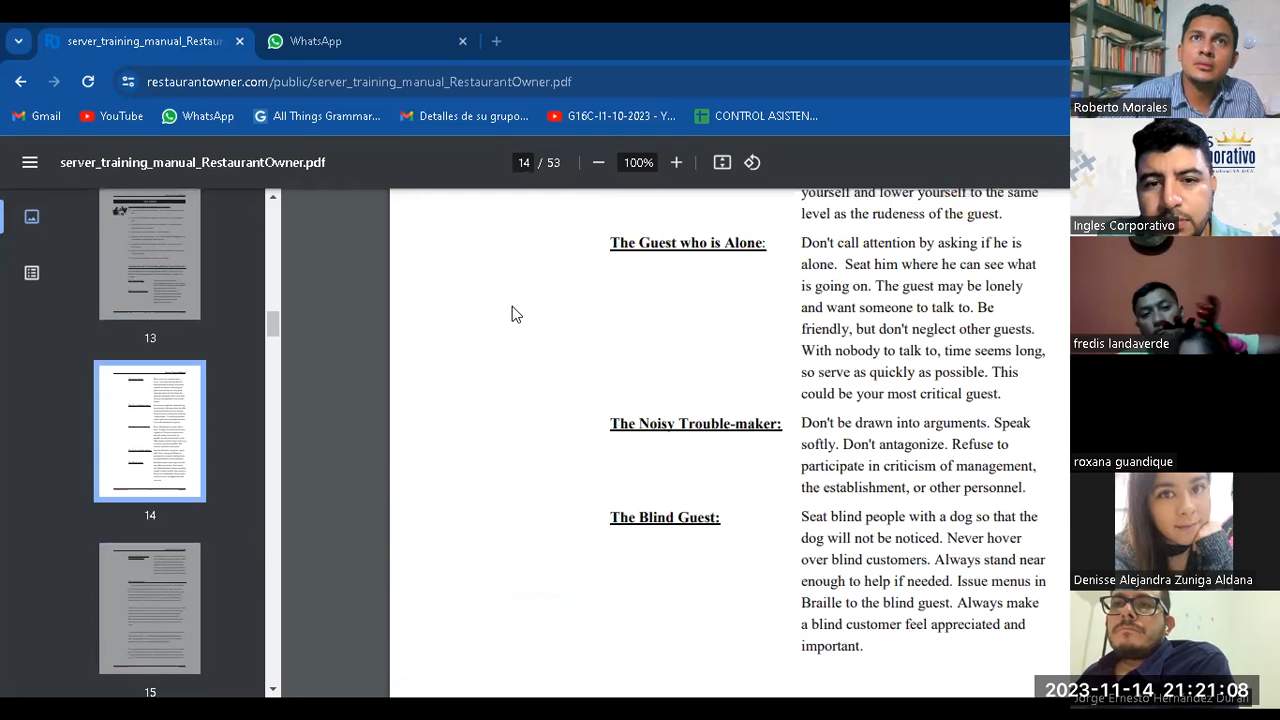 server_training_manual_Restaur
WhatsApp
restaurantowner.com/public/server_training_manual_RestaurantOwner.pdf
Gmail
YouTube
WhatsApp
All Things Gramma...
G16C-I1-10-2023 - Y...
CONTROL ASISTEN...
server_training_manual_RestaurantOwner.pdf
14 / 53
100%
13
14
15
yourself and lower yourself to the same
level as the rudeness of the guest.
The Guest who is Alone:
Don't call attention by asking if he is
alone. Seat him where he can see what
is going on. The guest may be lonely
and want someone to talk to. Be
friendly, but don't neglect other guests.
With nobody to talk to, time seems long,
so serve as quickly as possible. This
could be your most critical guest.
The Noisy Trouble-maker:
Don't be drawn into arguments. Speak
softly. Don't antagonize. Refuse to
participate in criticism of management,
the establishment, or other personnel.
The Blind Guest:
Seat blind people with a dog so that the
dog will not be noticed. Never hover
over blind customers. Always stand near
enough to help if needed. Issue menus in
Braille to the blind guest. Always make
a blind customer feel appreciated and
important.
Roberto Morales
Ingles Corporativo
fredis landaverde
roxana guandique
Denisse Alejandra Zuniga Aldana
2023-11-14 21:21:08
Jorge Ernesto Hernandez Duran